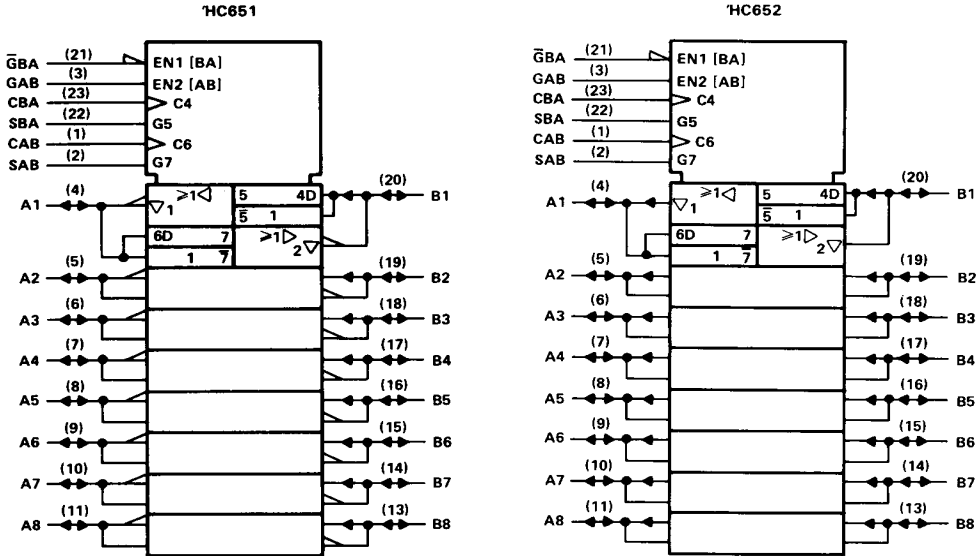 'HC651
G̅BA (21) EN1 [BA]
GAB (3) EN2 [AB]
CBA (23) C4
SBA (22) G5
CAB (1) C6
SAB (2) G7
A1 (4) ≥1 1 5 4D (20) B1
5̅ 1
6D 7 ≥1 2
1 7̅
A2 (5) (19) B2
A3 (6) (18) B3
A4 (7) (17) B4
A5 (8) (16) B5
A6 (9) (15) B6
A7 (10) (14) B7
A8 (11) (13) B8
'HC652
G̅BA (21) EN1 [BA]
GAB (3) EN2 [AB]
CBA (23) C4
SBA (22) G5
CAB (1) C6
SAB (2) G7
A1 (4) ≥1 1 5 4D (20) B1
5̅ 1
6D 7 ≥1 2
1 7̅
A2 (5) (19) B2
A3 (6) (18) B3
A4 (7) (17) B4
A5 (8) (16) B5
A6 (9) (15) B6
A7 (10) (14) B7
A8 (11) (13) B8